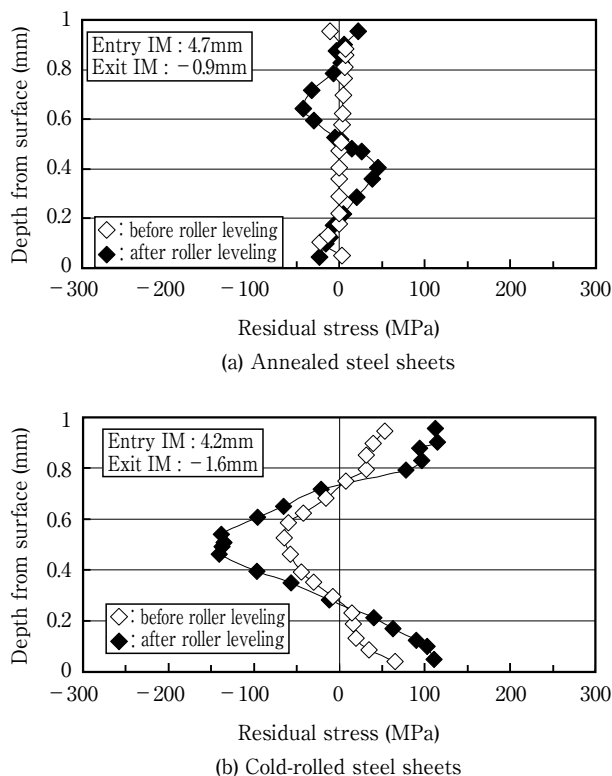 1
Entry IM : 4.7mm
Exit IM : −0.9mm
0.8
0.6
0.4
0.2
◇: before roller leveling
◆: after roller leveling
0
Depth from surface (mm)
−300 −200 −100 0 100 200 300
Residual stress (MPa)
(a) Annealed steel sheets
1
Entry IM : 4.2mm
Exit IM : −1.6mm
0.8
0.6
0.4
0.2
◇: before roller leveling
◆: after roller leveling
0
Depth from surface (mm)
−300 −200 −100 0 100 200 300
Residual stress (MPa)
(b) Cold-rolled steel sheets